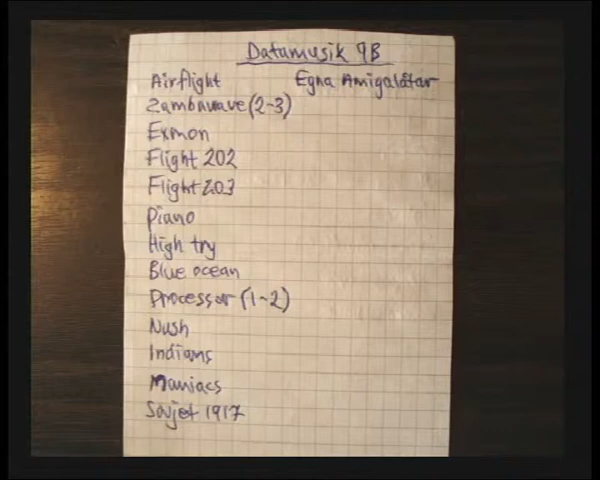 Datamusik 9B
Airflight Egna Amigalåtar
Zambawave (2-3)
Exmon
Flight 202
Flight 203
Piano
High try
Blue ocean
Processor (1-2)
Nush
Indians
Maniacs
Sovjet 1917